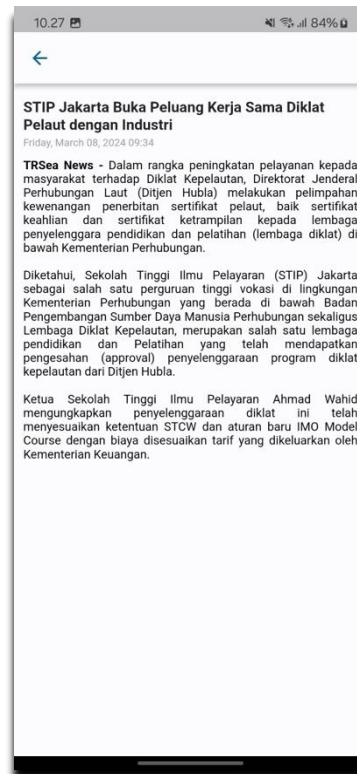 10.27 84%
STIP Jakarta Buka Peluang Kerja Sama Diklat
Pelaut dengan Industri
Friday, March 08, 2024 09:34
TRSea News - Dalam rangka peningkatan pelayanan kepada
masyarakat terhadap Diklat Kepelautan, Direktorat Jenderal
Perhubungan Laut (Ditjen Hubla) melakukan pelimpahan
kewenangan penerbitan sertifikat pelaut, baik sertifikat
keahlian dan sertifikat ketrampilan kepada lembaga
penyelenggara pendidikan dan pelatihan (lembaga diklat) di
bawah Kementerian Perhubungan.
Diketahui, Sekolah Tinggi Ilmu Pelayaran (STIP) Jakarta
sebagai salah satu perguruan tinggi vokasi di lingkungan
Kementerian Perhubungan yang berada di bawah Badan
Pengembangan Sumber Daya Manusia Perhubungan sekaligus
Lembaga Diklat Kepelautan, merupakan salah satu lembaga
pendidikan dan Pelatihan yang telah mendapatkan
pengesahan (approval) penyelenggaraan program diklat
kepelautan dari Ditjen Hubla.
Ketua Sekolah Tinggi Ilmu Pelayaran Ahmad Wahid
mengungkapkan penyelenggaraan diklat ini telah
menyesuaikan ketentuan STCW dan aturan baru IMO Model
Course dengan biaya disesuaikan tarif yang dikeluarkan oleh
Kementerian Keuangan.